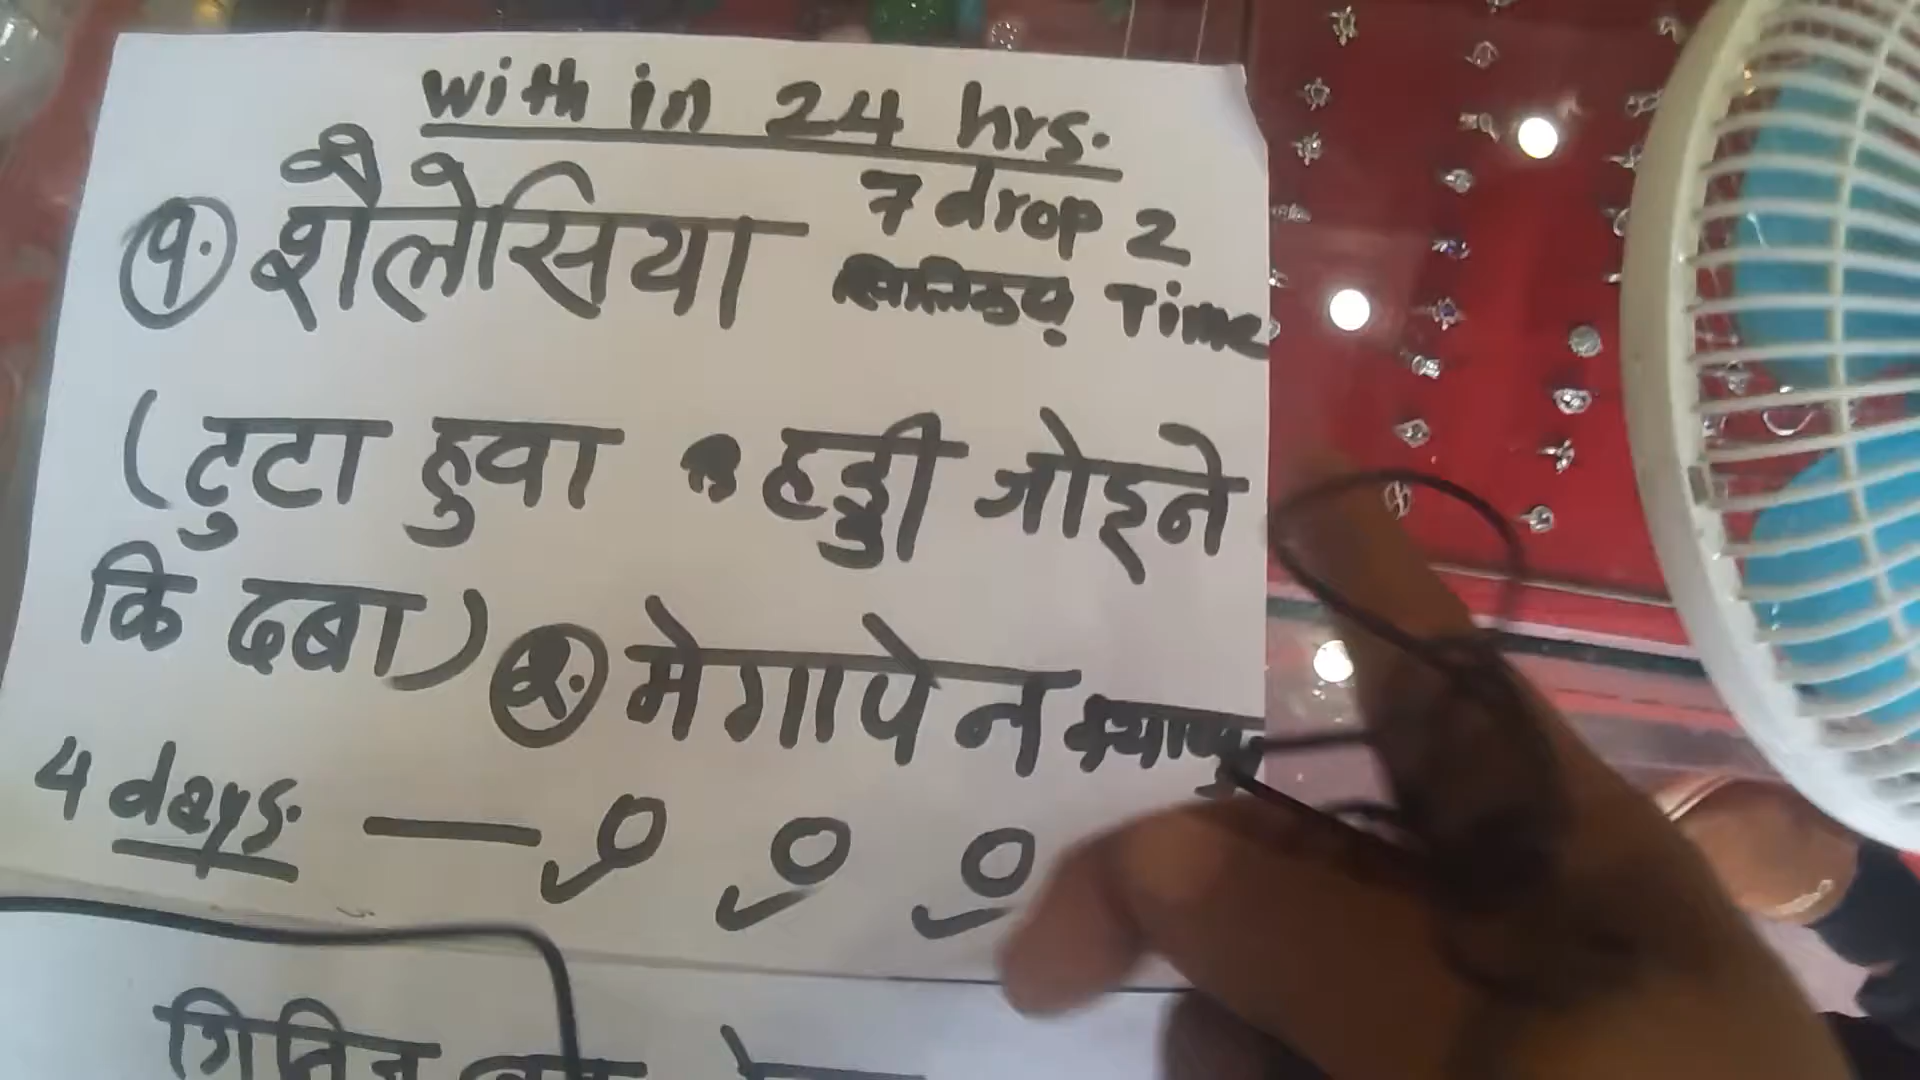 with in 24 hrs.
१. शैलेसिया 7 drop 2
Time
(टुटा हुवा हड्डी जोड्ने
कि दबा) २. मेगापेन
4 days. —